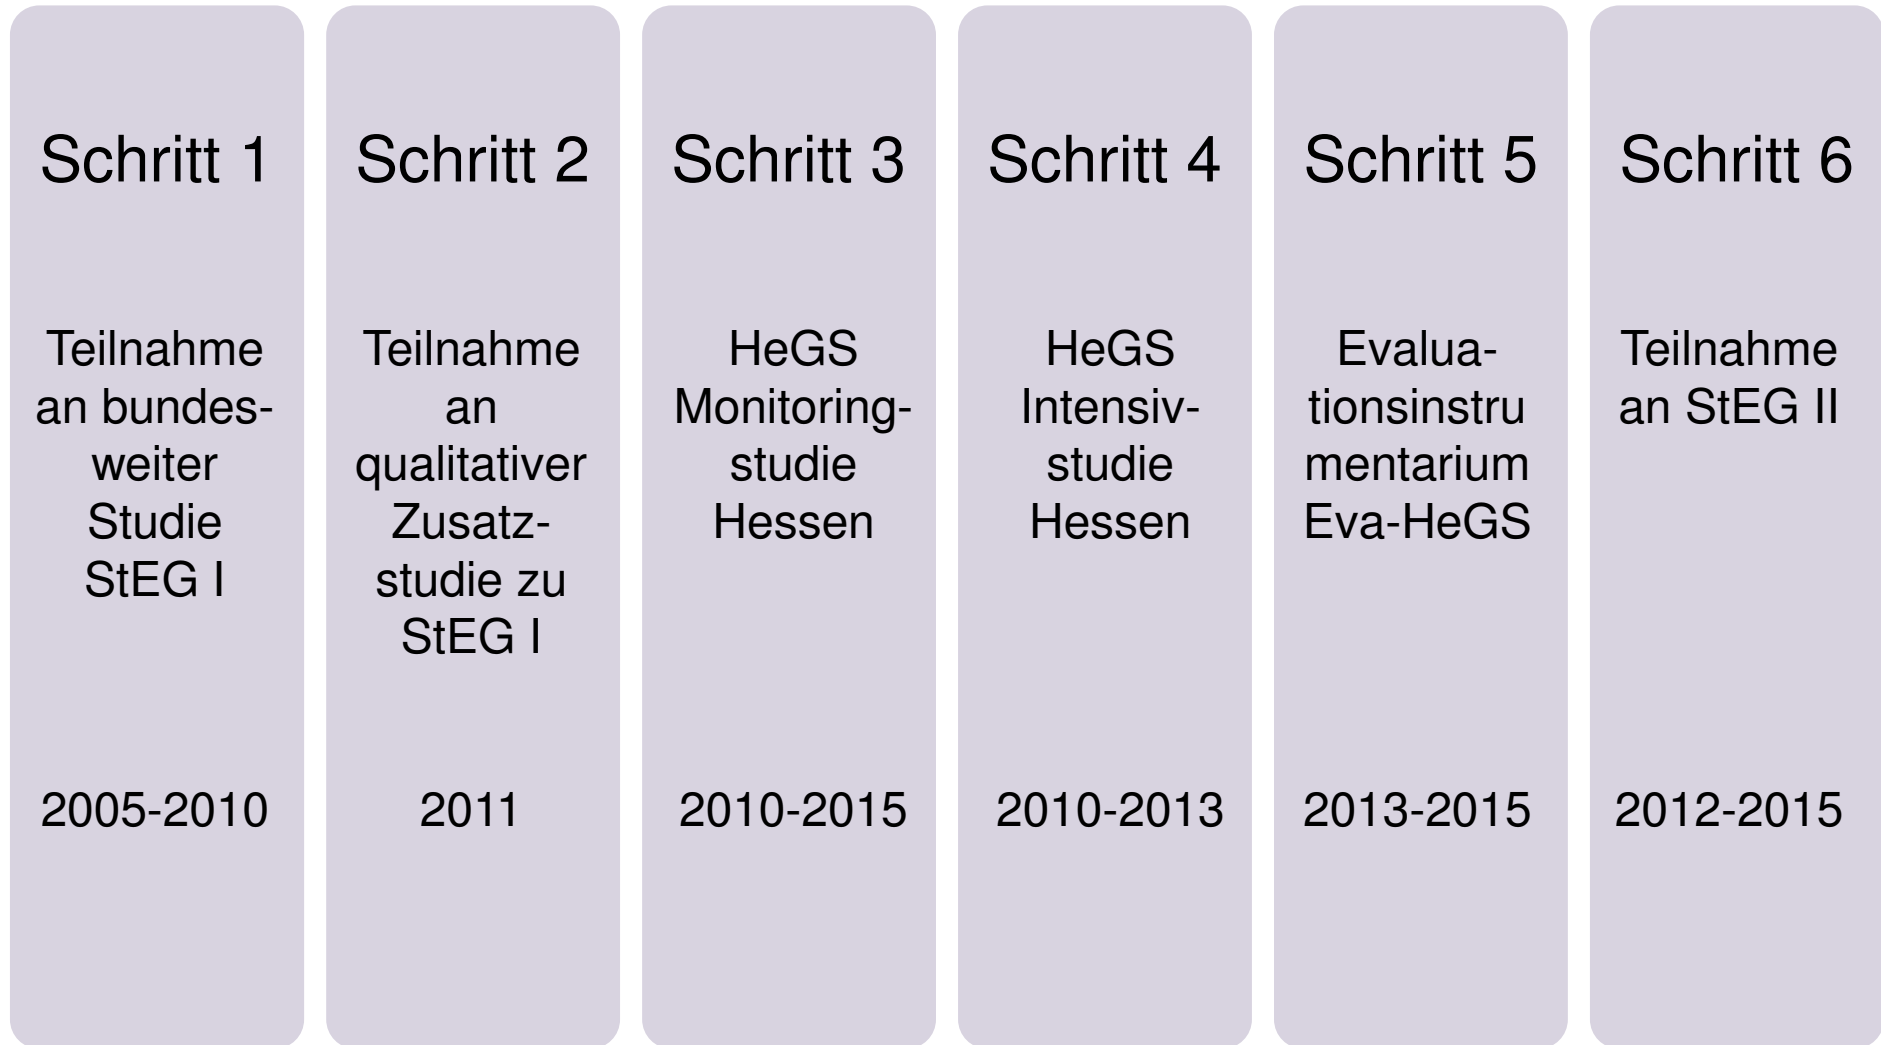 Schritt 1
Teilnahme
an bundes-
weiter
Studie
StEG I
2005-2010
Schritt 2
Teilnahme
an
qualitativer
Zusatz-
studie zu
StEG I
2011
Schritt 3
HeGS
Monitoring-
studie
Hessen
2010-2015
Schritt 4
HeGS
Intensiv-
studie
Hessen
2010-2013
Schritt 5
Evalua-
tionsinstru
mentarium
Eva-HeGS
2013-2015
Schritt 6
Teilnahme
an StEG II
2012-2015